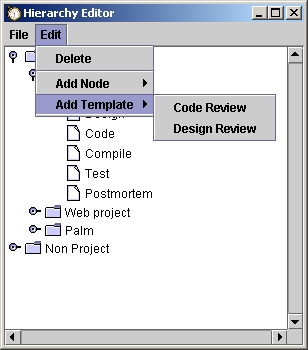 Hierarchy Editor
File Edit
Delete
Add Node
Add Template
Code Review
Design Review
Design
Code
Compile
Test
Postmortem
Web project
Palm
Non Project